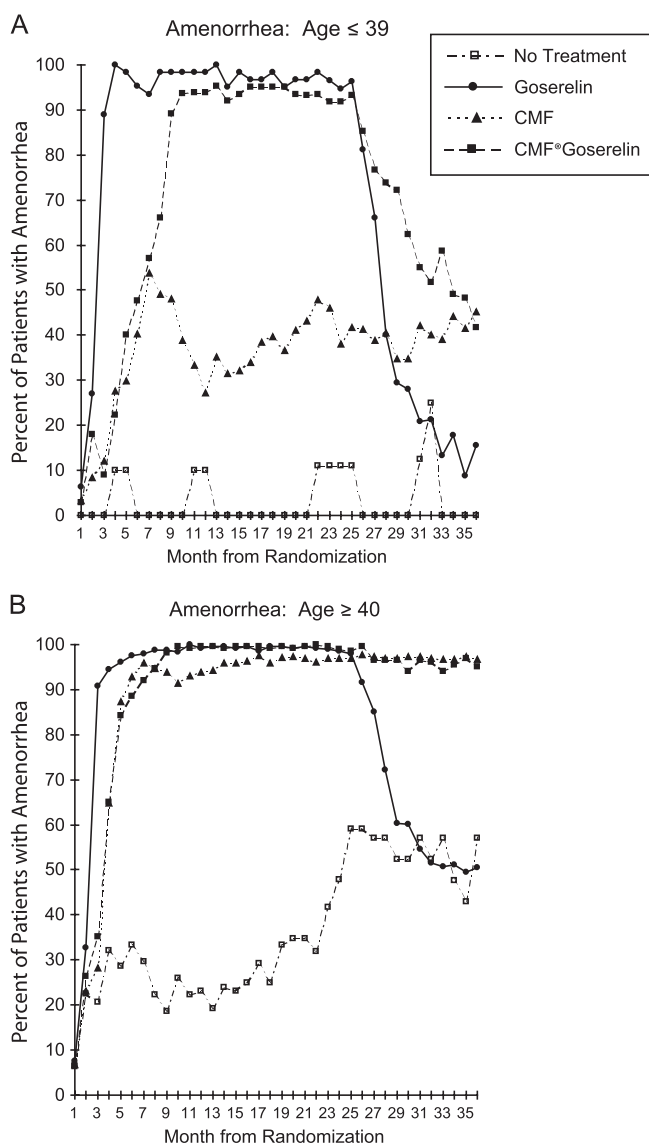 A
Amenorrhea: Age ≤ 39
No Treatment
Goserelin
CMF
CMF®Goserelin
Percent of Patients with Amenorrhea
100
90
80
70
60
50
40
30
20
10
0
1 3 5 7 9 11 13 15 17 19 21 23 25 27 29 31 33 35
Month from Randomization
B
Amenorrhea: Age ≥ 40
Percent of Patients with Amenorrhea
100
90
80
70
60
50
40
30
20
10
0
1 3 5 7 9 11 13 15 17 19 21 23 25 27 29 31 33 35
Month from Randomization